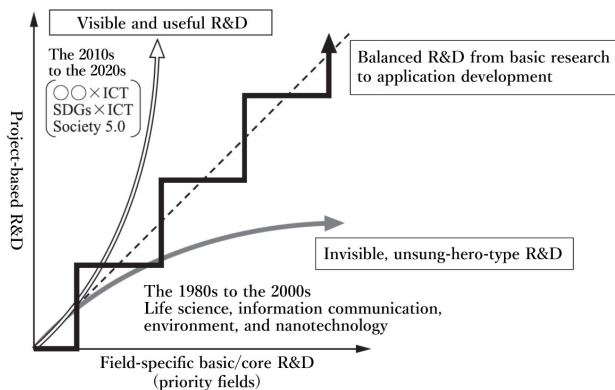 Visible and useful R&D
The 2010s
to the 2020s
○○×ICT
SDGs×ICT
Society 5.0
Balanced R&D from basic research
to application development
Project-based R&D
Invisible, unsung-hero-type R&D
The 1980s to the 2000s
Life science, information communication,
environment, and nanotechnology
Field-specific basic/core R&D
(priority fields)